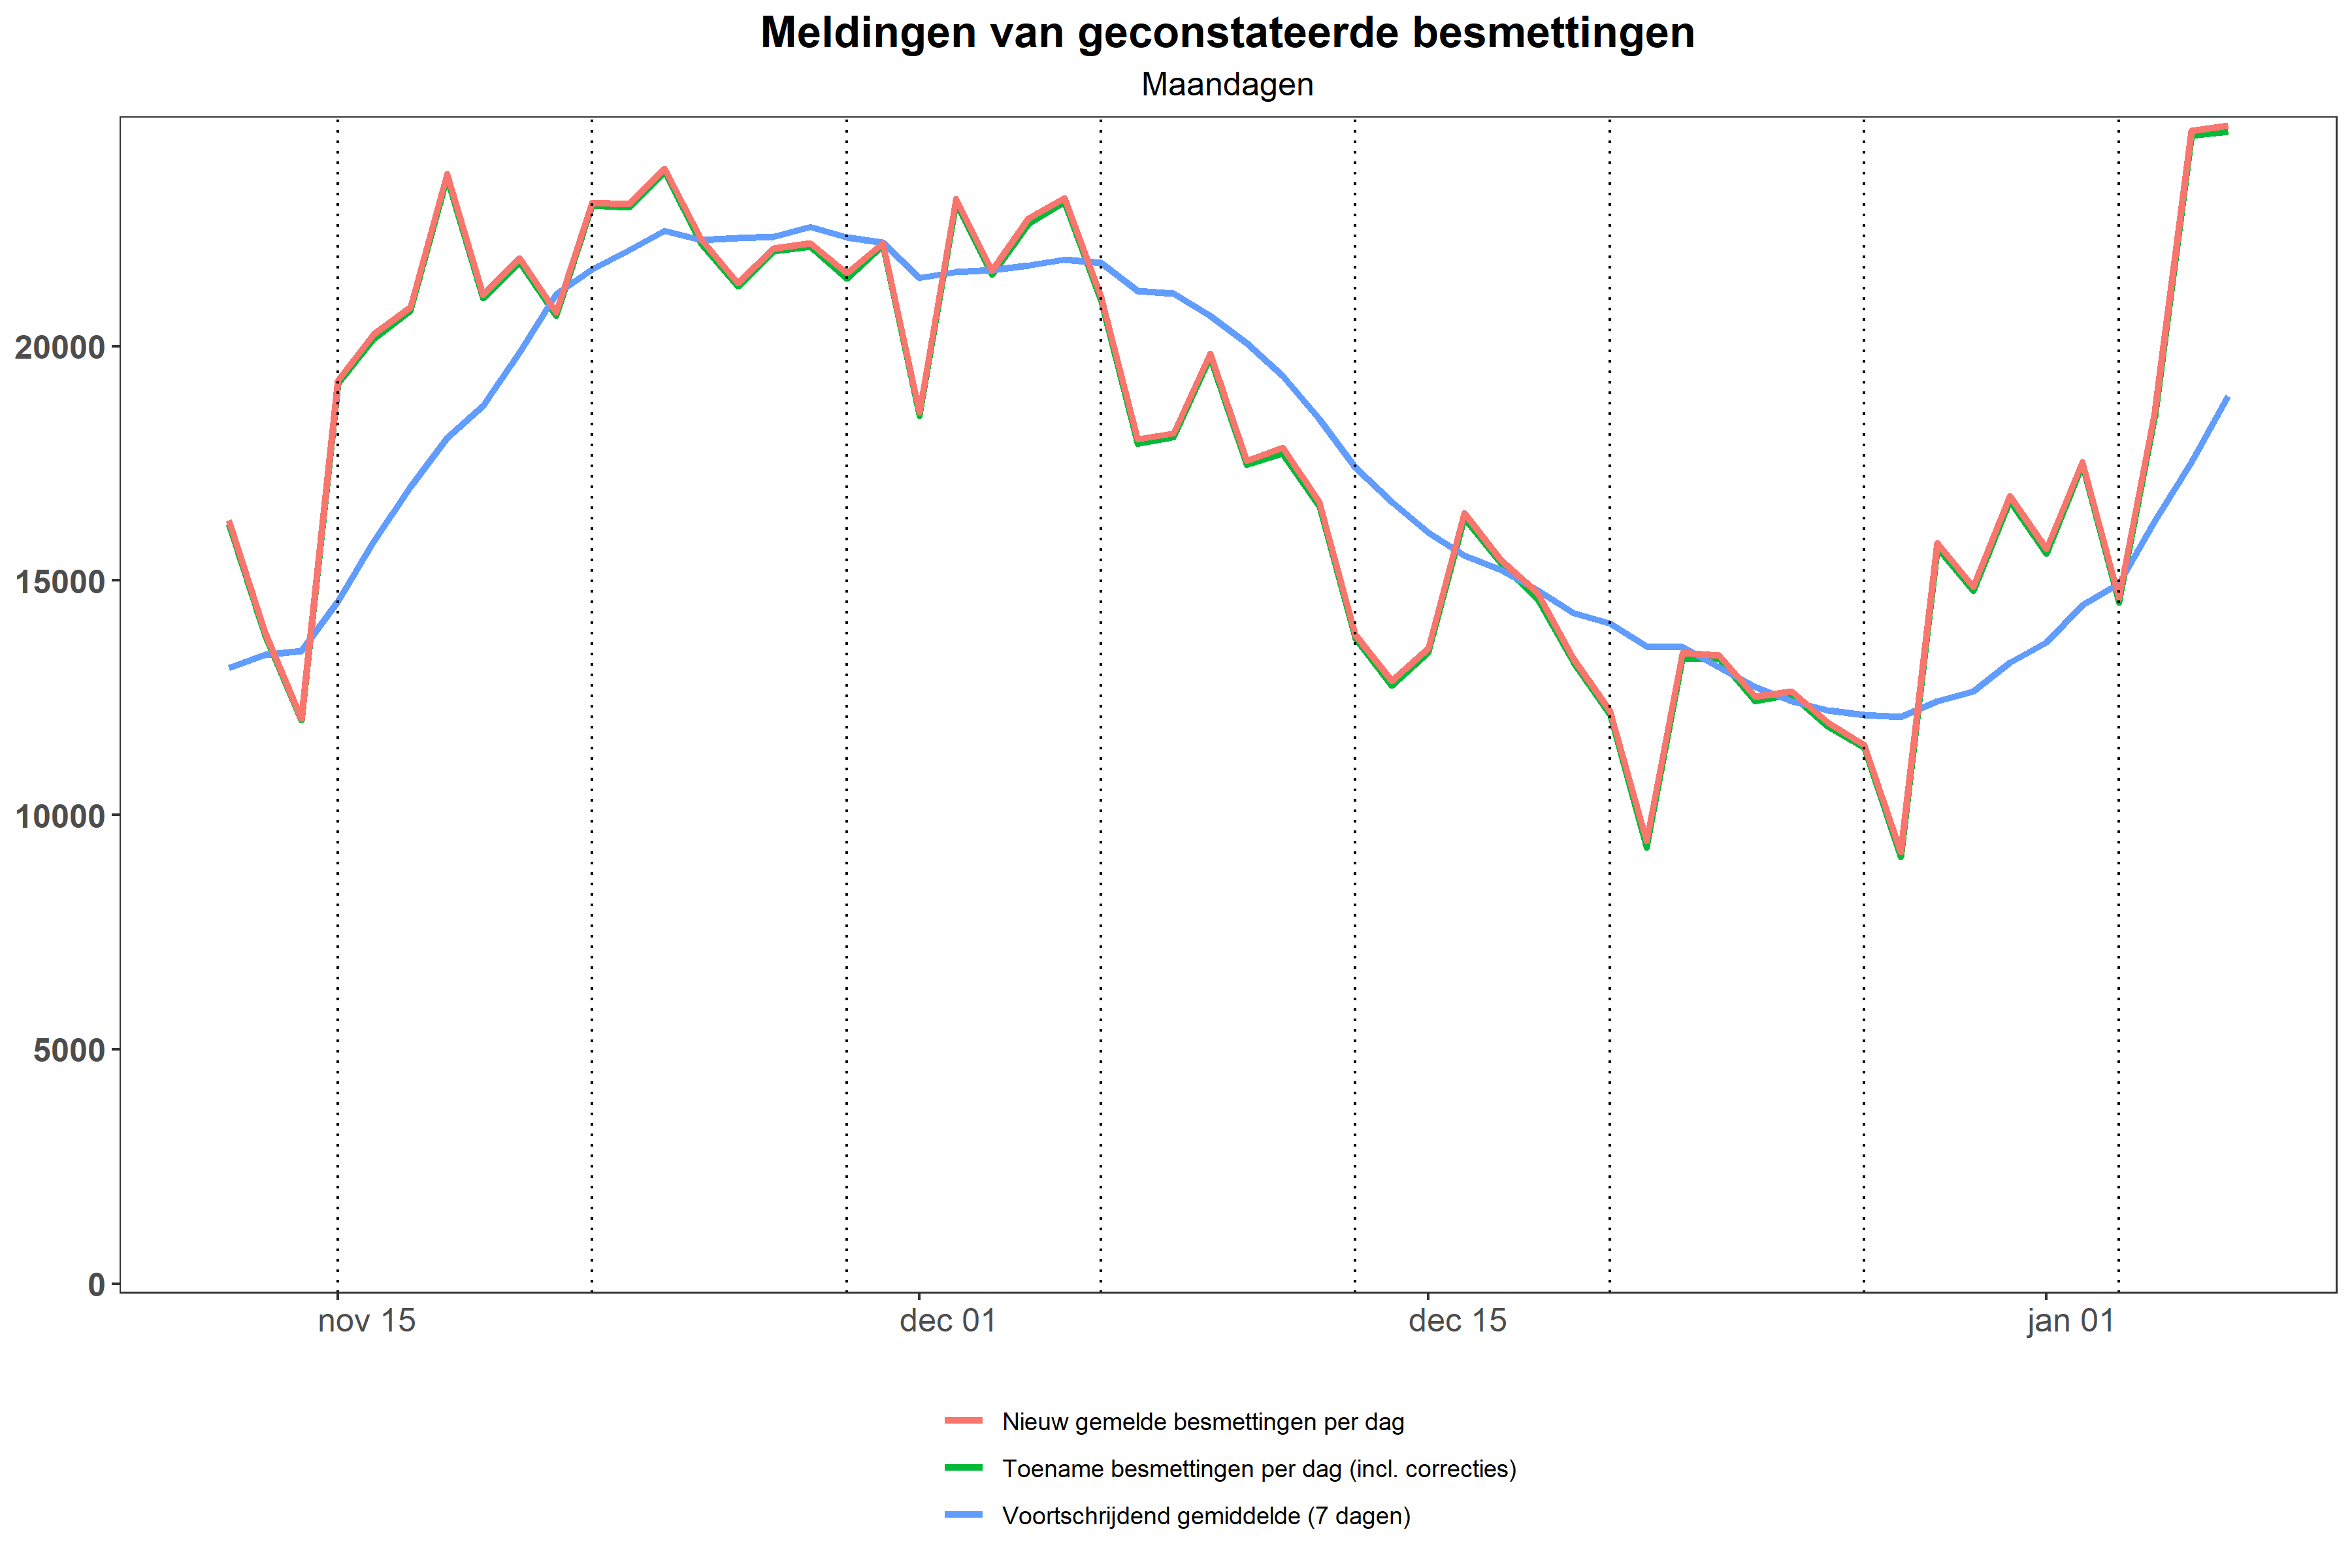 Meldingen van geconstateerde besmettingen
Maandagen
20000
15000
10000
5000
0
nov 15
dec 01
dec 15
jan 01
Nieuw gemelde besmettingen per dag
Toename besmettingen per dag (incl. correcties)
Voortschrijdend gemiddelde (7 dagen)